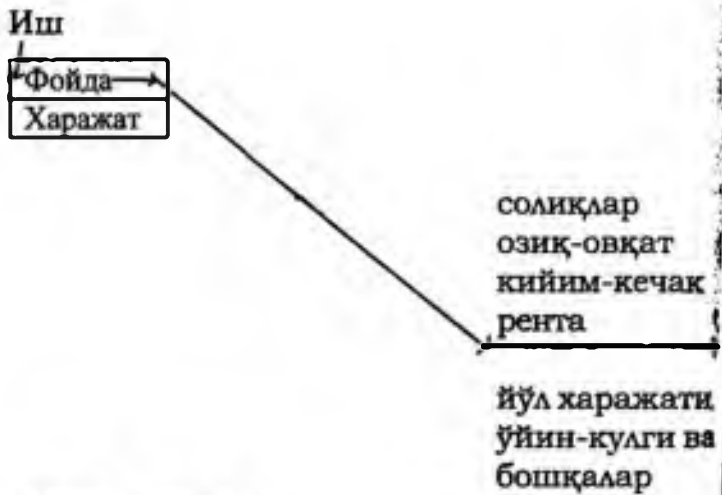 Иш
Фойда
Харажат
солиқлар
озиқ-овқат
кийим-кечак
рента
йўл харажати
ўйин-кулги ва
бошқалар